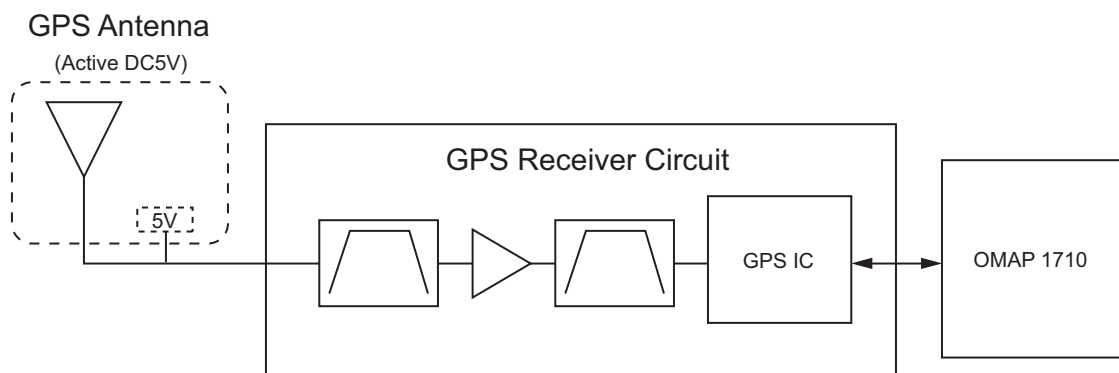 GPS Antenna
(Active DC5V)
5V
GPS Receiver Circuit
GPS IC
OMAP 1710